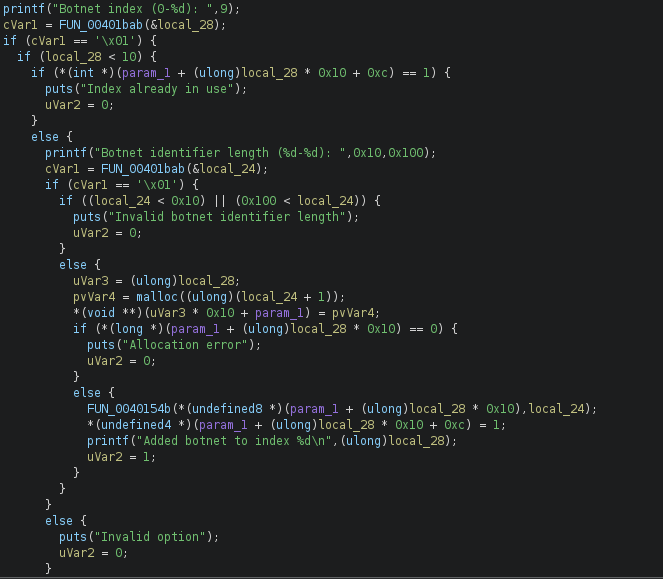 printf("Botnet index (0-%d): ",9);
cVar1 = FUN_00401bab(&local_28);
if (cVar1 == '\x01') {
  if (local_28 < 10) {
    if (*(int *)(param_1 + (ulong)local_28 * 0x10 + 0xc) == 1) {
      puts("Index already in use");
      uVar2 = 0;
    }
    else {
      printf("Botnet identifier length (%d-%d): ",0x10,0x100);
      cVar1 = FUN_00401bab(&local_24);
      if (cVar1 == '\x01') {
        if ((local_24 < 0x10) || (0x100 < local_24)) {
          puts("Invalid botnet identifier length");
          uVar2 = 0;
        }
        else {
          uVar3 = (ulong)local_28;
          pvVar4 = malloc((ulong)(local_24 + 1));
          *(void **)(uVar3 * 0x10 + param_1) = pvVar4;
          if (*(long *)(param_1 + (ulong)local_28 * 0x10) == 0) {
            puts("Allocation error");
            uVar2 = 0;
          }
          else {
            FUN_0040154b(*(undefined8 *)(param_1 + (ulong)local_28 * 0x10),local_24);
            *(undefined4 *)(param_1 + (ulong)local_28 * 0x10 + 0xc) = 1;
            printf("Added botnet to index %d\n",(ulong)local_28);
            uVar2 = 1;
          }
        }
      }
      else {
        puts("Invalid option");
        uVar2 = 0;
      }